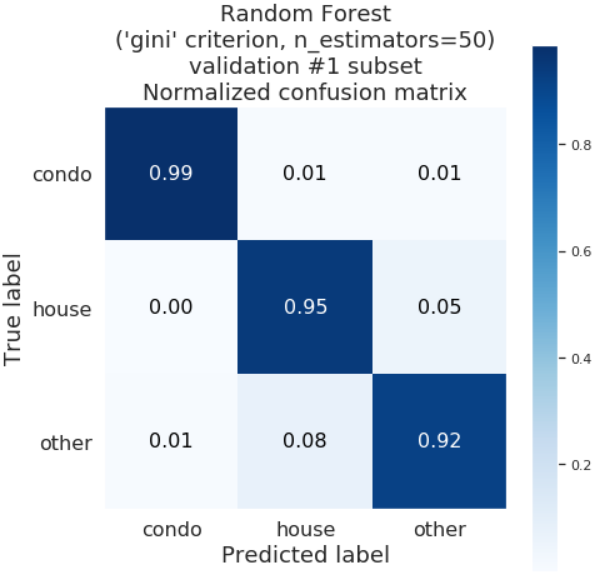 Random Forest
('gini' criterion, n_estimators=50)
validation #1 subset
Normalized confusion matrix
condo 0.99 0.01 0.01
house 0.00 0.95 0.05
other 0.01 0.08 0.92
condo house other
Predicted label
True label
0.8
0.6
0.4
0.2